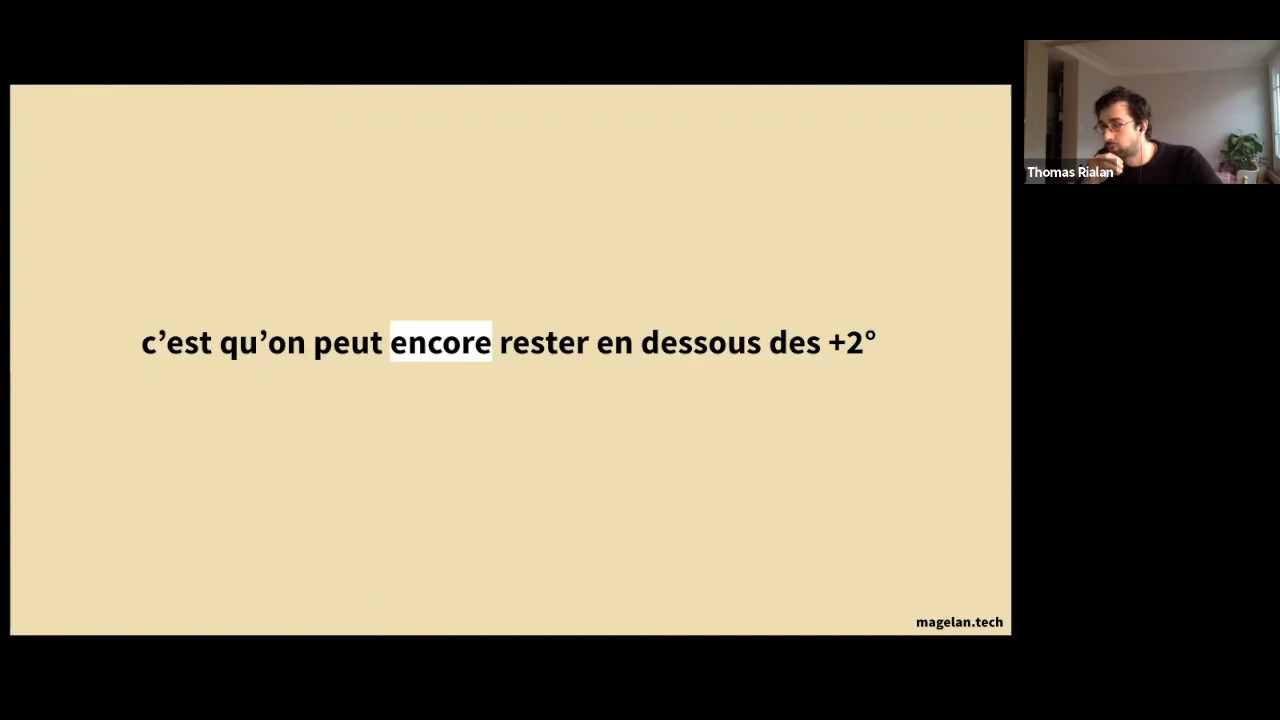 c’est qu’on peut encore rester en dessous des +2°
magelan.tech
Thomas Rialan